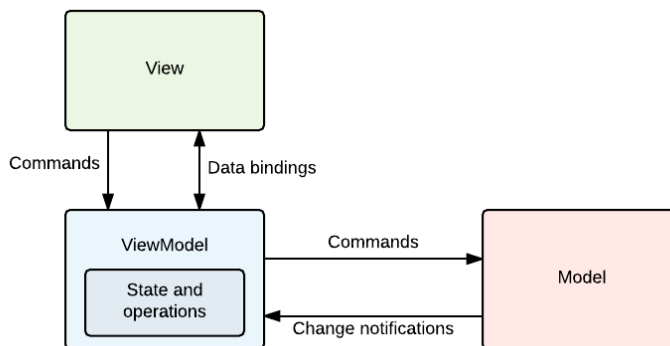 View
Commands
Data bindings
ViewModel
State and
operations
Commands
Change notifications
Model